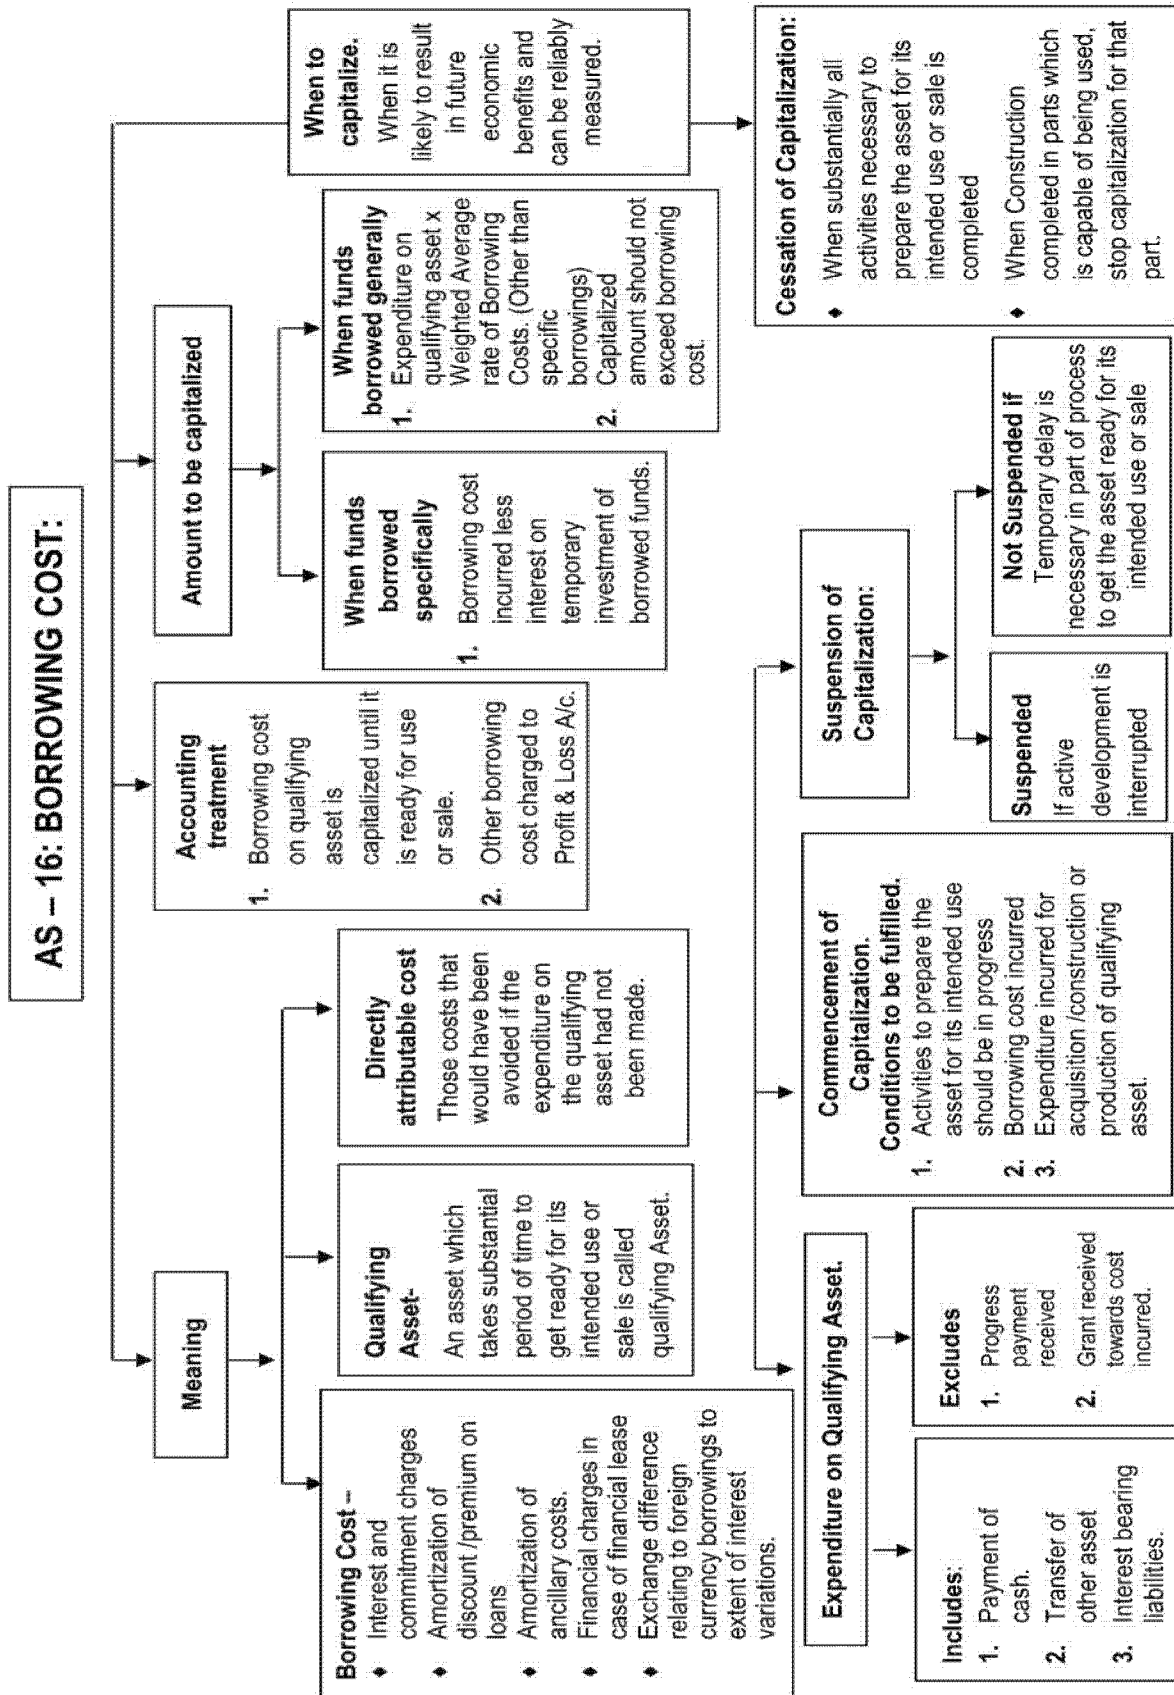 AS – 16: BORROWING COST:
Meaning
Borrowing Cost –
♦ Interest and
commitment charges
♦ Amortization of
discount /premium on
loans
♦ Amortization of
ancillary costs.
♦ Financial charges in
case of financial lease
♦ Exchange difference
relating to foreign
currency borrowings to
extent of interest
variations.
Qualifying
Asset-
An asset which
takes substantial
period of time to
get ready for its
intended use or
sale is called
qualifying Asset.
Directly
attributable cost
Those costs that
would have been
avoided if the
expenditure on
the qualifying
asset had not
been made.
Accounting
treatment
1. Borrowing cost
on qualifying
asset is
capitalized until it
is ready for use
or sale.
2. Other borrowing
cost charged to
Profit & Loss A/c.
Amount to be capitalized
When funds
borrowed
specifically
1. Borrowing cost
incurred less
interest on
temporary
investment of
borrowed funds.
When funds
borrowed generally
1. Expenditure on
qualifying asset x
Weighted Average
rate of Borrowing
Costs. (Other than
specific
borrowings)
2. Capitalized
amount should not
exceed borrowing
cost.
When to
capitalize.
When it is
likely to result
in future
economic
benefits and
can be reliably
measured.
Expenditure on Qualifying Asset.
Includes:
1. Payment of
cash.
2. Transfer of
other asset
3. Interest bearing
liabilities.
Excludes
1. Progress
payment
received
2. Grant received
towards cost
incurred.
Commencement of
Capitalization.
Conditions to be fulfilled.
1. Activities to prepare the
asset for its intended use
should be in progress
2. Borrowing cost incurred
3. Expenditure incurred for
acquisition /construction or
production of qualifying
asset.
Suspension of
Capitalization:
Suspended
If active
development is
interrupted
Not Suspended if
Temporary delay is
necessary in part of process
to get the asset ready for its
intended use or sale
Cessation of Capitalization:
♦ When substantially all
activities necessary to
prepare the asset for its
intended use or sale is
completed
♦ When Construction
completed in parts which
is capable of being used,
stop capitalization for that
part.